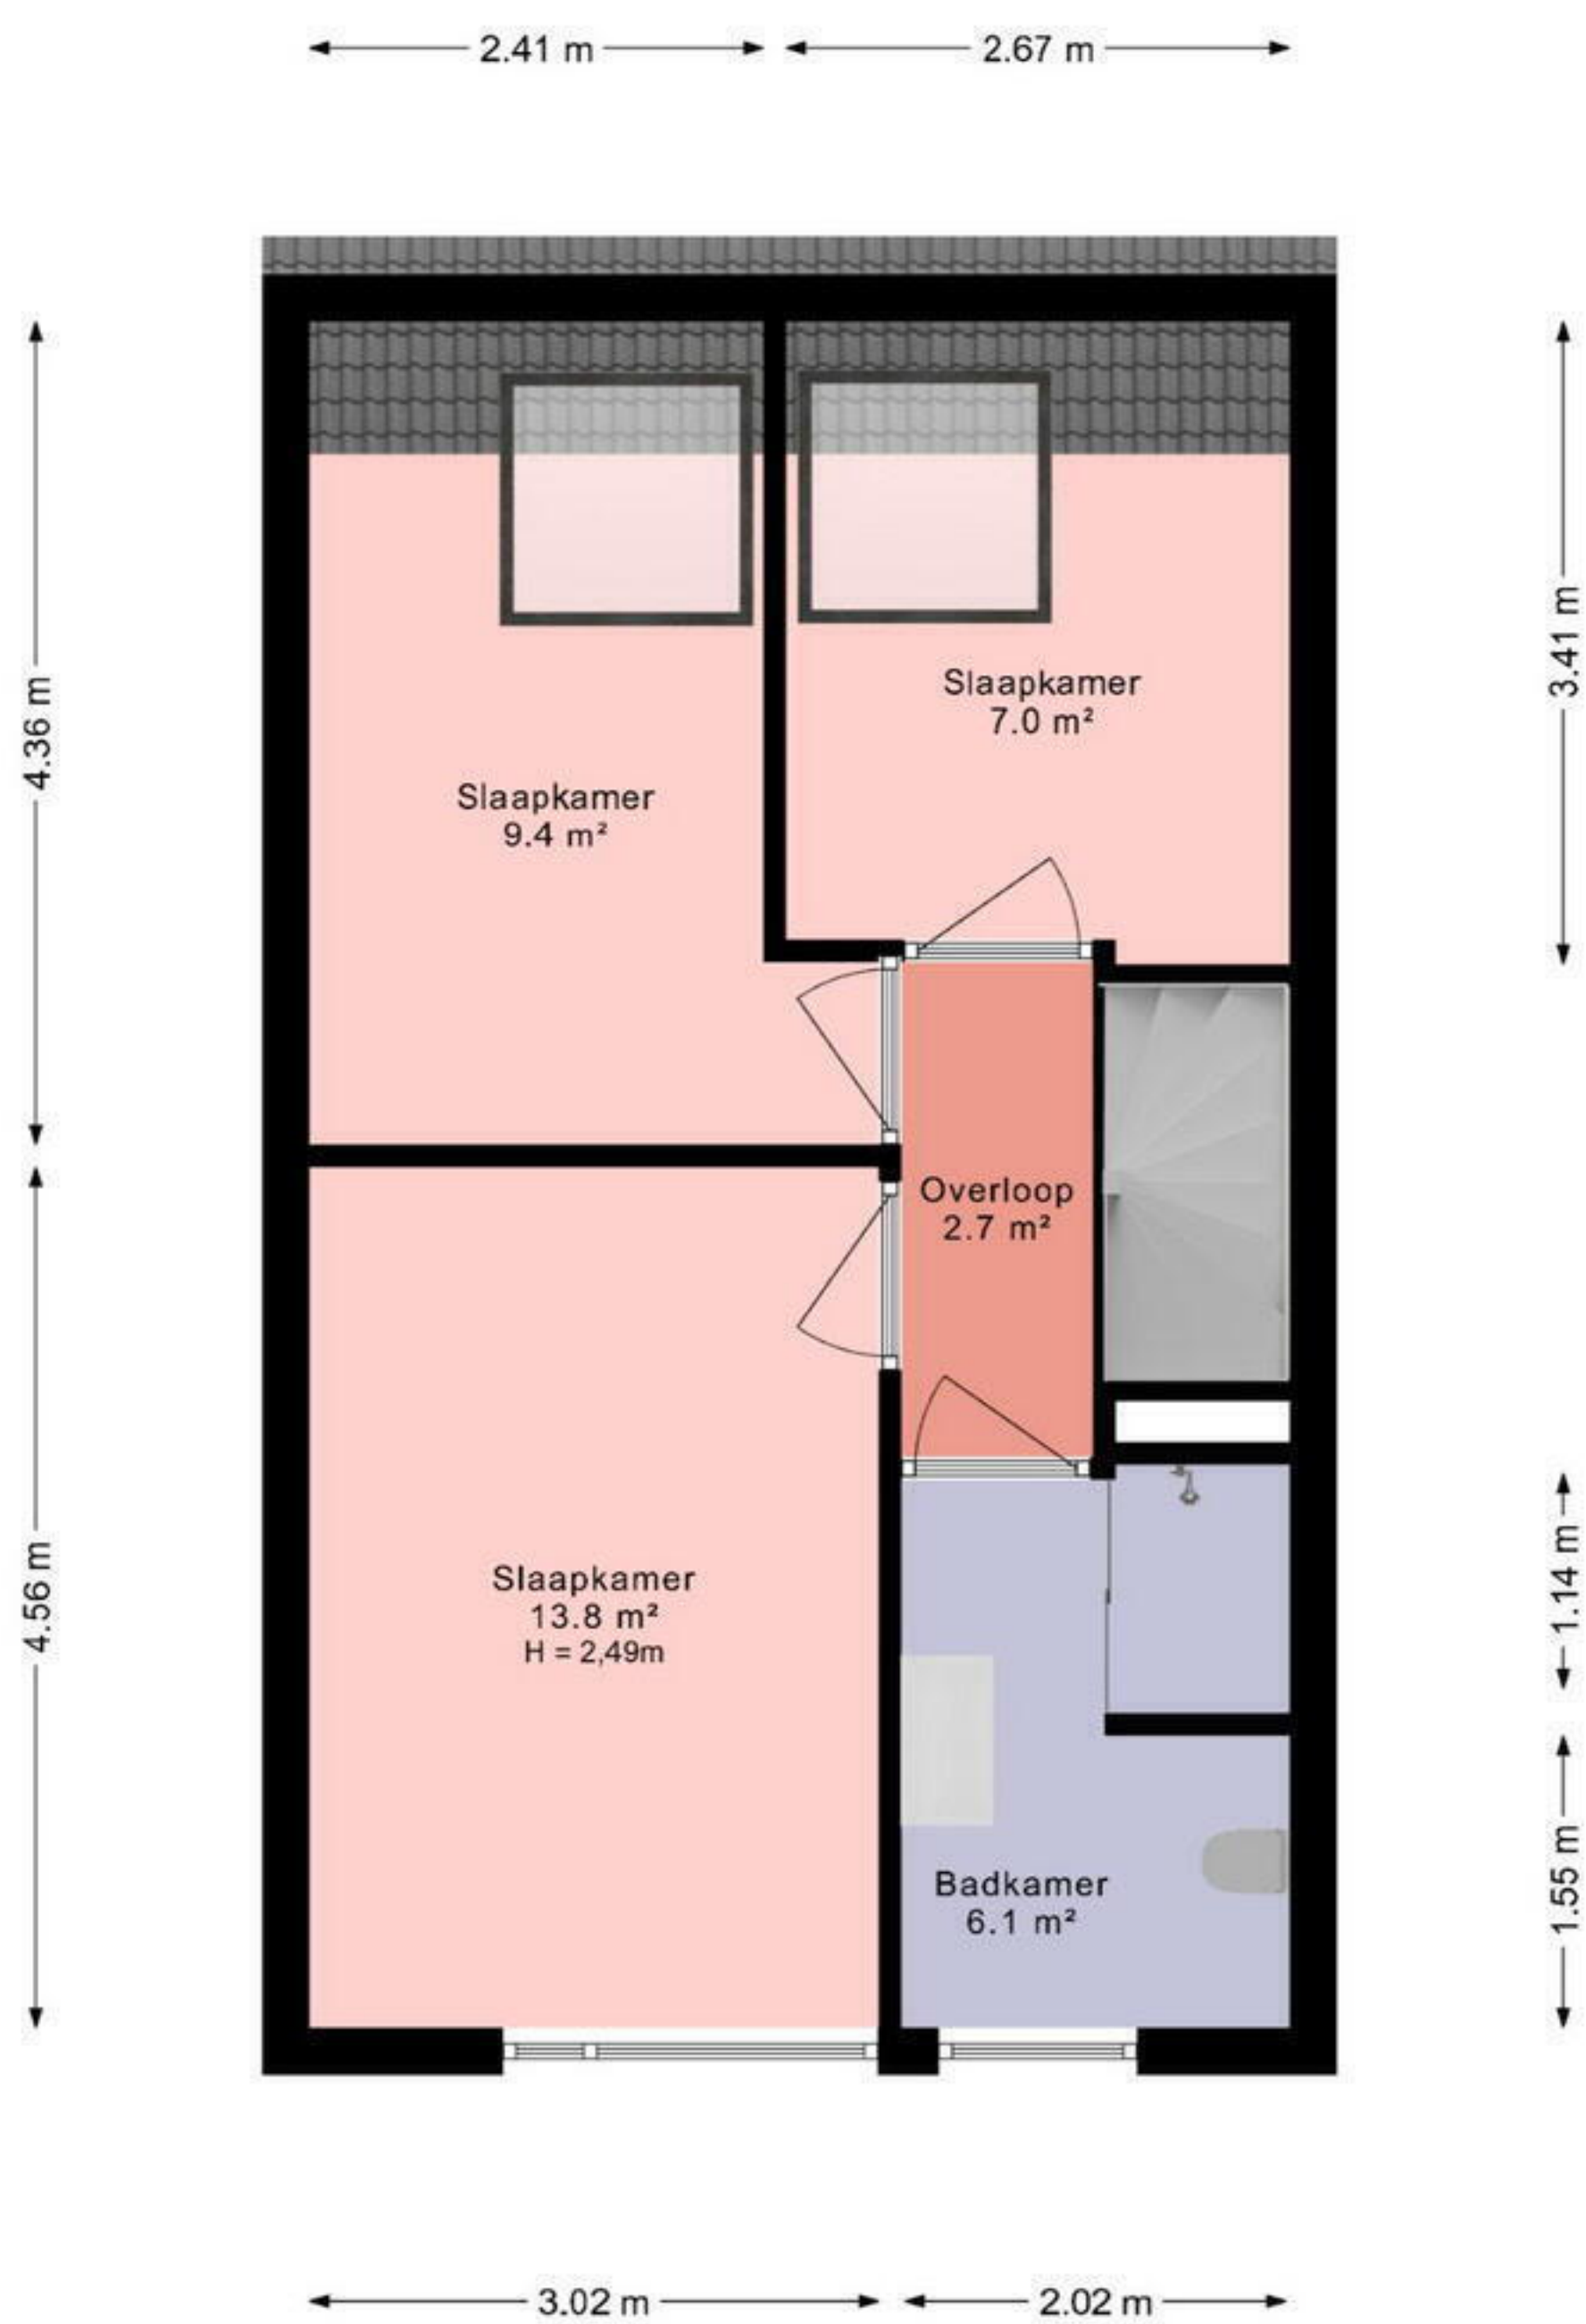 2.41 m
2.67 m
4.36 m
3.41 m
Slaapkamer
7.0 m²
Slaapkamer
9.4 m²
Overloop
2.7 m²
4.56 m
Slaapkamer
13.8 m²
H = 2,49m
1.14 m
1.55 m
Badkamer
6.1 m²
3.02 m
2.02 m